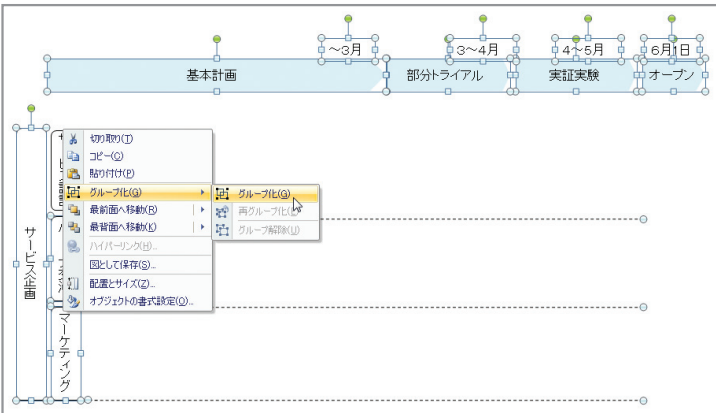 ～3月
3～4月
4～5月
6月1日
基本計画
部分トライアル
実証実験
オープン
サービス企画
マーケティング
切り取り(T)
コピー(C)
貼り付け(P)
グループ化(G)
最前面へ移動(R)
最背面へ移動(K)
ハイパーリンク(H)...
図として保存(S)...
配置とサイズ(Z)...
オブジェクトの書式設定(O)...
グループ化(G)
再グループ化
グループ解除(U)